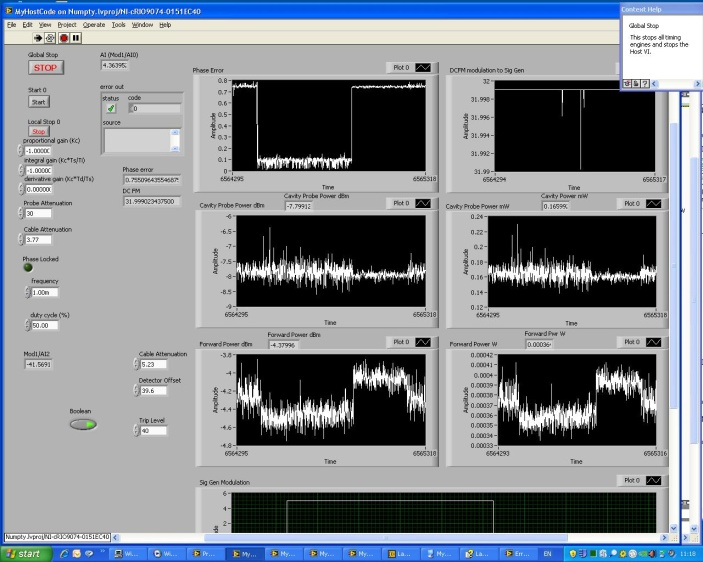 MyHostCode on Numpty.lvproj/NI-cRIO9074-0151EC40
File Edit View Project Operate Tools Window Help
Context Help
Global Stop
This stops all timing
engines and stops the
Host VI.
Global Stop
STOP
AI (Mod1/AI0)
4.36395
Start 0
Start
error out
status code
0
source
Local Stop 0
Stop
proportional gain (Kc)
-1.0000
integral gain (Kc*Ts/Ti)
-1.0000
derivative gain (Kc*Td/Ts)
0.00000
Phase error
0.7550964355468
DC FM
31.999023437500
Probe Attenuation
30
Cable Attenuation
3.77
Phase Locked
frequency
1.00m
duty cycle (%)
50.00
Mod1/AI2
-41.5691
Cable Attenuation
5.23
Detector Offset
39.6
Boolean
Trip Level
40
Phase Error
Plot 0
0.8
0.7
0.6
0.5
0.4
0.3
0.2
0.1
0
Amplitude
6564295
6565318
Time
DCFM modulation to Sig Gen
32
31.998
31.996
31.994
31.992
31.99
Amplitude
6564294
6565317
Time
Cavity Probe Power dBm
Cavity Probe Power dBm
-7.79912
Plot 0
-6
-6.5
-7
-7.5
-8
-8.5
-9
Amplitude
6564295
6565318
Time
Cavity Probe Power mW
Cavity Power mW
Plot 0
0.24
0.22
0.2
0.18
0.16
0.14
0.12
Amplitude
6564295
6565318
Time
Forward Power dBm
Forward Power dBm
-4.37996
Plot 0
-3.8
-4
-4.2
-4.4
-4.6
-4.8
Amplitude
6564295
6565318
Time
Forward Power W
Forward Pwr W
Plot 0
0.00042
0.00041
0.0004
0.00039
0.00038
0.00037
0.00036
0.00035
0.00034
0.00033
Amplitude
6564293
6565316
Time
Sig Gen Modulation
Plot 0
6
4
2
Numpty.lvproj/NI-cRIO9074-0151EC40
start
Wi...
Wi...
Pr...
My...
My...
My...
My...
La...
My...
La...
Err...
EN
11:18